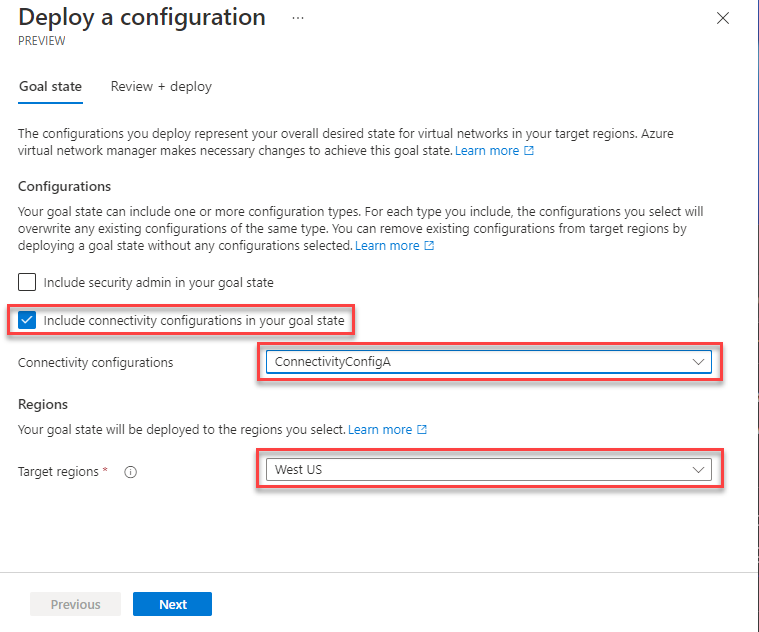 Deploy a configuration ...
PREVIEW
Goal state Review + deploy
The configurations you deploy represent your overall desired state for virtual networks in your target regions. Azure
virtual network manager makes necessary changes to achieve this goal state. Learn more
Configurations
Your goal state can include one or more configuration types. For each type you include, the configurations you select will
overwrite any existing configurations of the same type. You can remove existing configurations from target regions by
deploying a goal state without any configurations selected. Learn more
Include security admin in your goal state
Include connectivity configurations in your goal state
Connectivity configurations ConnectivityConfigA
Regions
Your goal state will be deployed to the regions you select. Learn more
Target regions * West US
Previous Next